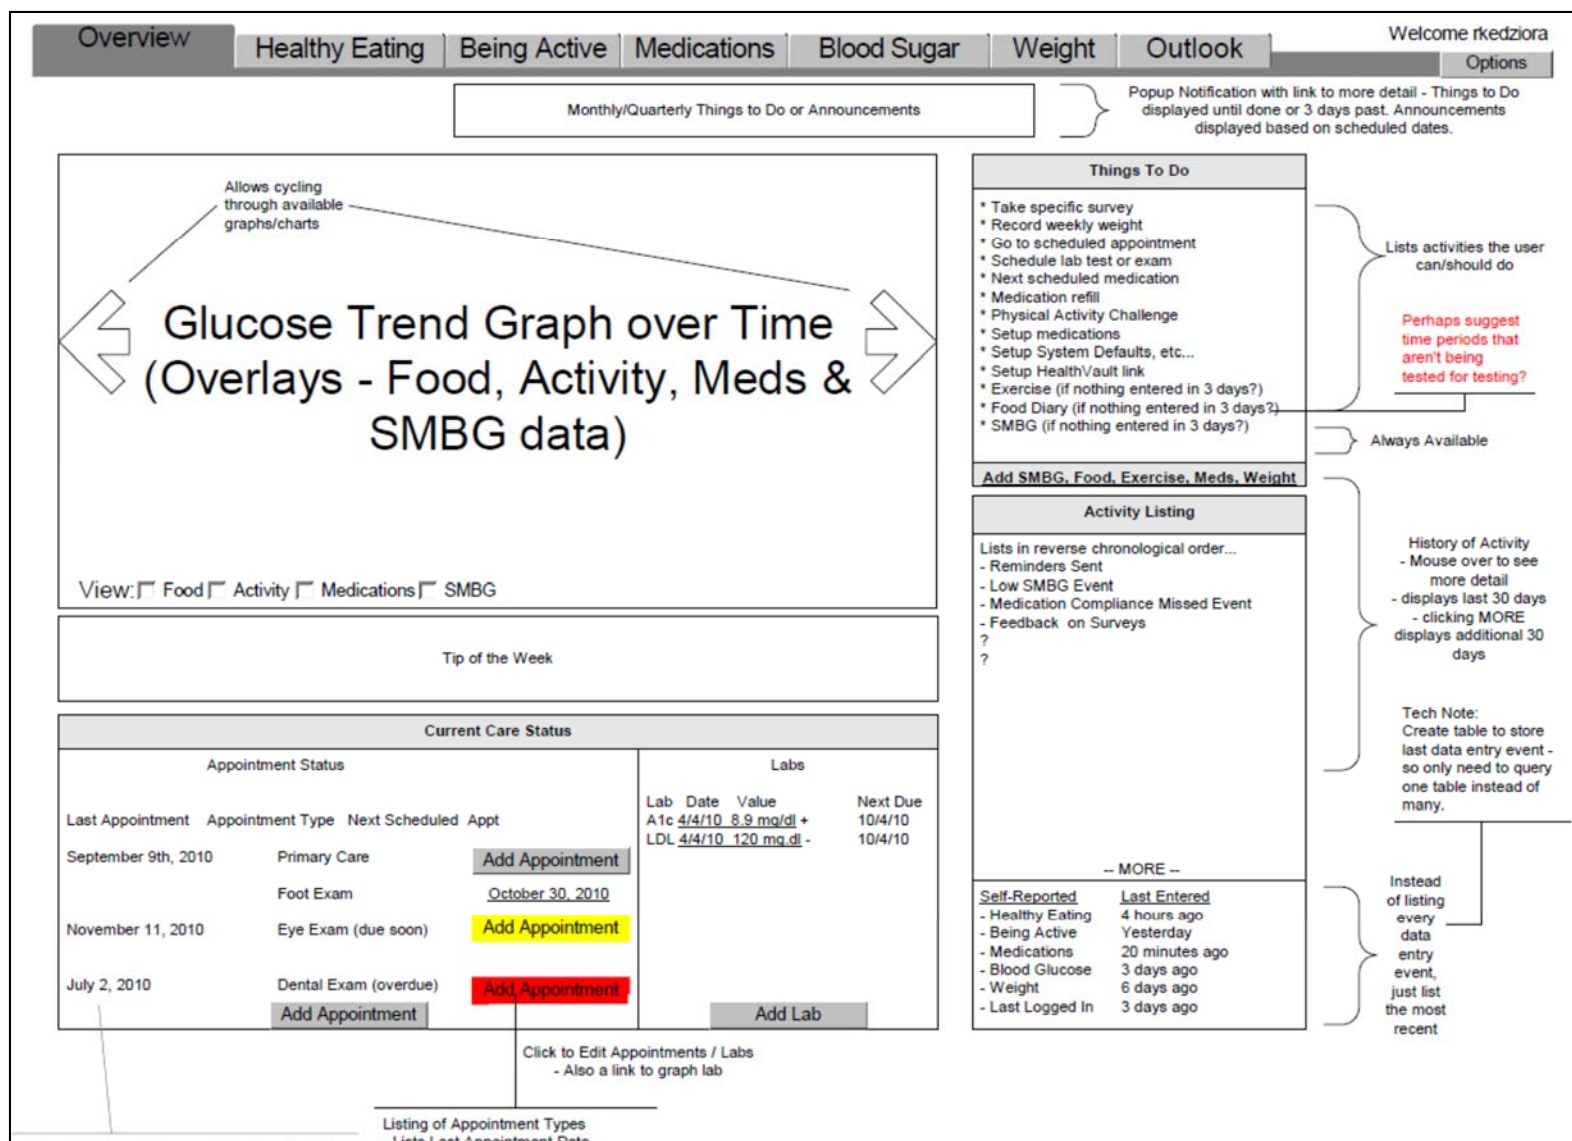 Overview Healthy Eating Being Active Medications Blood Sugar Weight Outlook
Welcome rkedziora
Options
Monthly/Quarterly Things to Do or Announcements
Popup Notification with link to more detail - Things to Do
displayed until done or 3 days past. Announcements
displayed based on scheduled dates.
Allows cycling
through available
graphs/charts
Glucose Trend Graph over Time
(Overlays - Food, Activity, Meds &
SMBG data)
View: Food Activity Medications SMBG
Tip of the Week
Things To Do
* Take specific survey
* Record weekly weight
* Go to scheduled appointment
* Schedule lab test or exam
* Next scheduled medication
* Medication refill
* Physical Activity Challenge
* Setup medications
* Setup System Defaults, etc...
* Setup HealthVault link
* Exercise (if nothing entered in 3 days?)
* Food Diary (if nothing entered in 3 days?)
* SMBG (if nothing entered in 3 days?)
Add SMBG, Food, Exercise, Meds, Weight
Lists activities the user
can/should do
Perhaps suggest
time periods that
aren't being
tested for testing?
Always Available
Activity Listing
Lists in reverse chronological order...
- Reminders Sent
- Low SMBG Event
- Medication Compliance Missed Event
- Feedback on Surveys
?
?
-- MORE --
History of Activity
- Mouse over to see
more detail
- displays last 30 days
- clicking MORE
displays additional 30
days
Tech Note:
Create table to store
last data entry event -
so only need to query
one table instead of
many.
Self-Reported Last Entered
- Healthy Eating 4 hours ago
- Being Active Yesterday
- Medications 20 minutes ago
- Blood Glucose 3 days ago
- Weight 6 days ago
- Last Logged In 3 days ago
Instead
of listing
every
data
entry
event,
just list
the most
recent
Current Care Status
Appointment Status
Last Appointment Appointment Type Next Scheduled Appt
September 9th, 2010 Primary Care Add Appointment
Foot Exam October 30, 2010
November 11, 2010 Eye Exam (due soon) Add Appointment
July 2, 2010 Dental Exam (overdue) Add Appointment
Add Appointment
Labs
Lab Date Value Next Due
A1c 4/4/10 8.9 mg/dl + 10/4/10
LDL 4/4/10 120 mg.dl - 10/4/10
Add Lab
Click to Edit Appointments / Labs
- Also a link to graph lab
Listing of Appointment Types
Lists Last Appointment Date